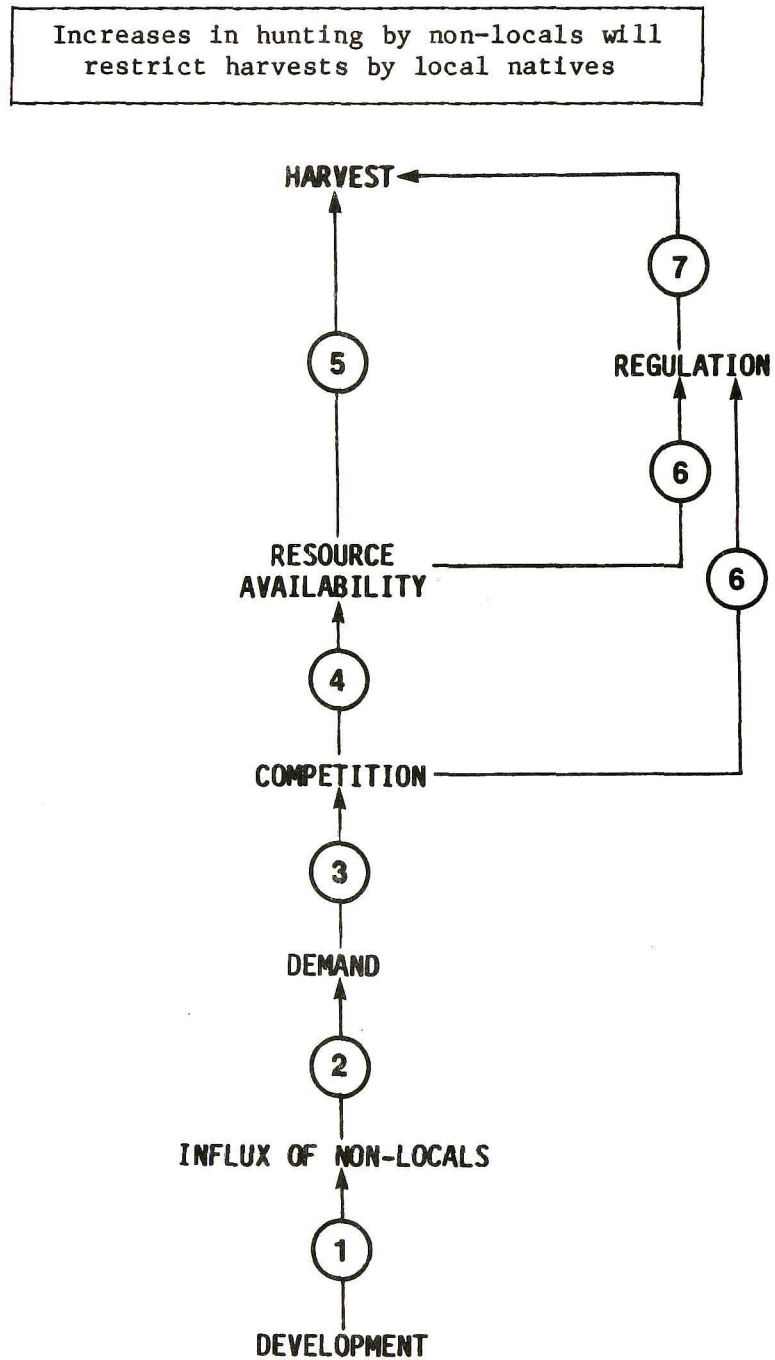 Increases in hunting by non-locals will
restrict harvests by local natives
HARVEST
7
5
REGULATION
6
RESOURCE
AVAILABILITY
6
4
COMPETITION
3
DEMAND
2
INFLUX OF NON-LOCALS
1
DEVELOPMENT